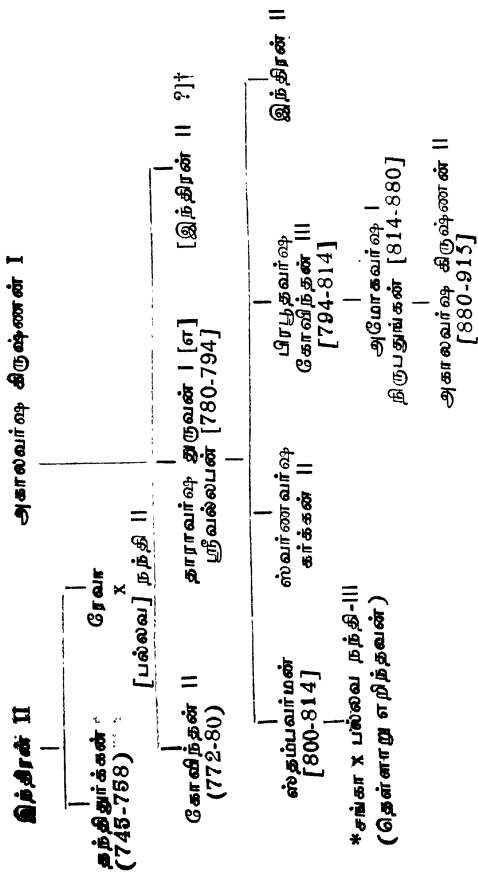 இந்திரன் II
அகாலவர்ஷ கிருஷ்ணன் I
தந்திதுர்க்கன்
(745-758)
ரேவா
x
[பல்லவ] நந்தி II
கோவிந்தன் II
(772-80)
தாராவர்ஷ துருவன் I [எ]
ஸ்ரீவல்லபன் [780-794]
[இந்திரன் II ?]†
ஸ்தம்பவர்மன்
[800-814]
ஸ்வர்ணவர்ஷ
கர்க்கன் II
பிரபூதவர்ஷ
கோவிந்தன் III
[794-814]
இந்திரன் II
*சங்கா x பல்லவ நந்தி-III
(தெள்ளாறு எறிந்தவன்)
அமோகவர்ஷ I
நிருபதுங்கன் [814-880]
அகாலவர்ஷ கிருஷ்ணன் II
[880-915]